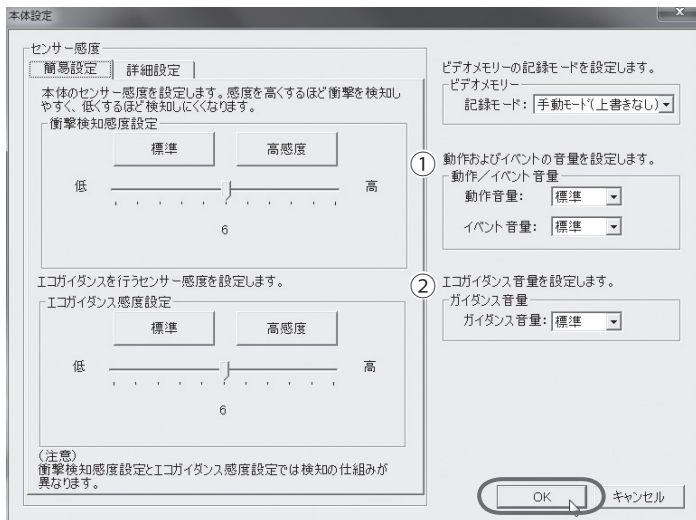 本体設定
センサー感度
簡易設定
詳細設定
本体のセンサー感度を設定します。感度を高くするほど衝撃を検知し
やすく、低くするほど検知しにくくなります。
衝撃検知感度設定
標準
高感度
低
高
6
エコガイダンスを行うセンサー感度を設定します。
エコガイダンス感度設定
標準
高感度
低
高
6
(注意)
衝撃検知感度設定とエコガイダンス感度設定では検知の仕組みが
異なります。
ビデオメモリーの記録モードを設定します。
ビデオメモリー
記録モード: 手動モード(上書きなし)
①
動作およびイベントの音量を設定します。
動作/イベント音量
動作音量: 標準
イベント音量: 標準
②
エコガイダンス音量を設定します。
ガイダンス音量
ガイダンス音量: 標準
OK
キャンセル